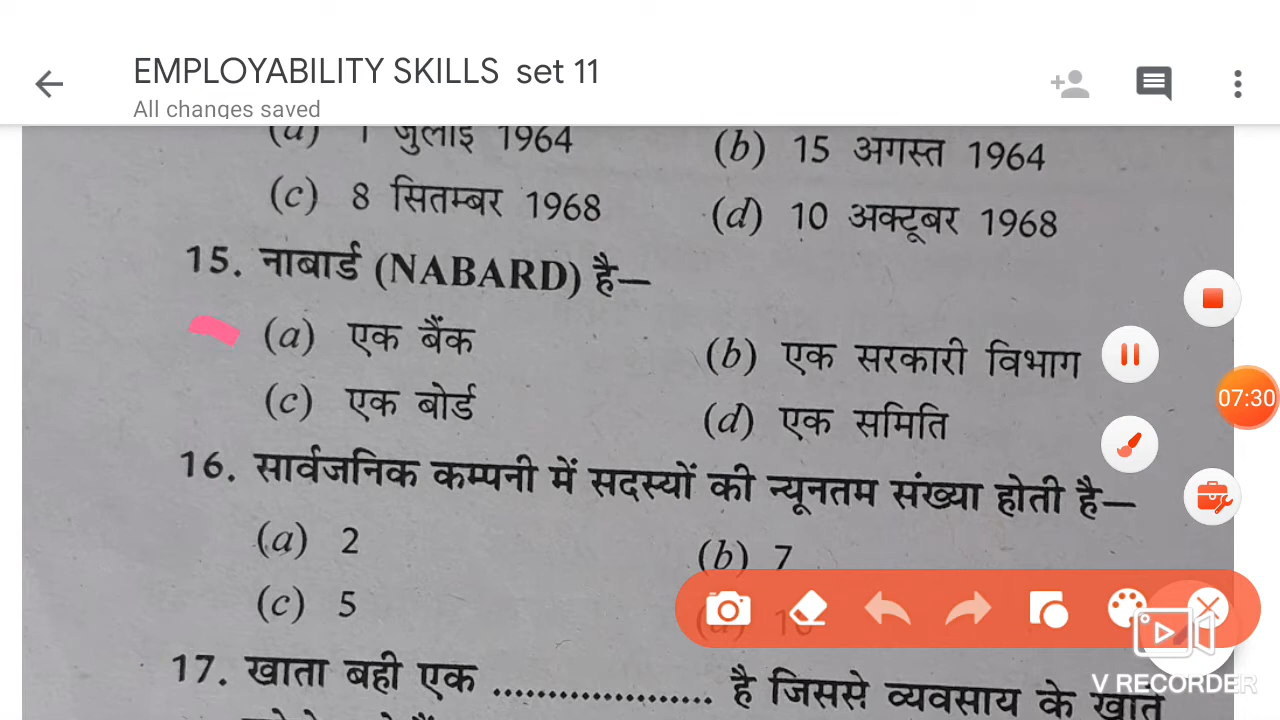 EMPLOYABILITY SKILLS set 11
All changes saved
(a) 1 जुलाई 1964 (b) 15 अगस्त 1964
(c) 8 सितम्बर 1968 (d) 10 अक्टूबर 1968
15. नाबार्ड (NABARD) है—
(a) एक बैंक (b) एक सरकारी विभाग
(c) एक बोर्ड (d) एक समिति
16. सार्वजनिक कम्पनी में सदस्यों की न्यूनतम संख्या होती है—
(a) 2 (b) 7
(c) 5
17. खाता बही एक .................... है जिससे व्यवसाय के खाते
07:30
V RECORDER